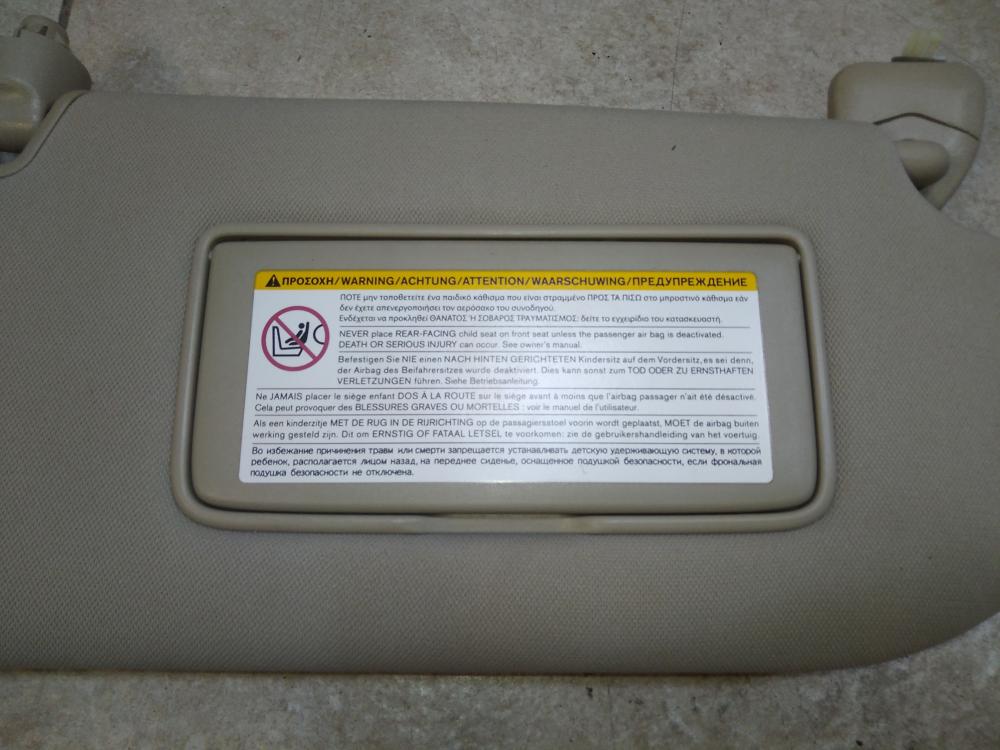 ΠΡΟΣΟΧΗ/WARNING/ACHTUNG/ATTENTION/WAARSCHUWING/ПРЕДУПРЕЖДЕНИЕ
ΠΟΤΕ μην τοποθετείτε ένα παιδικό κάθισμα που είναι στραμμένο ΠΡΟΣ ΤΑ ΠΙΣΩ στο μπροστινό κάθισμα εάν
δεν έχετε απενεργοποιήσει τον αερόσακο του συνοδηγού.
Ενδέχεται να προκληθεί ΘΑΝΑΤΟΣ Ή ΣΟΒΑΡΟΣ ΤΡΑΥΜΑΤΙΣΜΟΣ: δείτε το εγχειρίδιο του κατασκευαστή.
NEVER place REAR-FACING child seat on front seat unless the passenger air bag is deactivated.
DEATH OR SERIOUS INJURY can occur. See owner's manual.
Befestigen Sie NIE einen NACH HINTEN GERICHTETEN Kindersitz auf dem Vordersitz, es sei denn,
der Airbag des Beifahrersitzes wurde deaktiviert. Dies kann sonst zum TOD ODER ZU ERNSTHAFTEN
VERLETZUNGEN führen. Siehe Betriebsanleitung.
Ne JAMAIS placer le siège enfant DOS À LA ROUTE sur le siège avant à moins que l'airbag passager n'ait été désactivé.
Cela peut provoquer des BLESSURES GRAVES OU MORTELLES : voir le manuel de l'utilisateur.
Als een kinderzitje MET DE RUG IN DE RIJRICHTING op de passagiersstoel voorin wordt geplaatst, MOET de airbag buiten
werking gesteld zijn. Dit om ERNSTIG OF FATAAL LETSEL te voorkomen: zie de gebruikershandleiding van het voertuig.
Во избежание причинения травм или смерти запрещается устанавливать детскую удерживающую систему, в которой
ребенок, располагается лицом назад, на переднее сиденье, оснащенное подушкой безопасности, если фрональная
подушка безопасности не отключена.